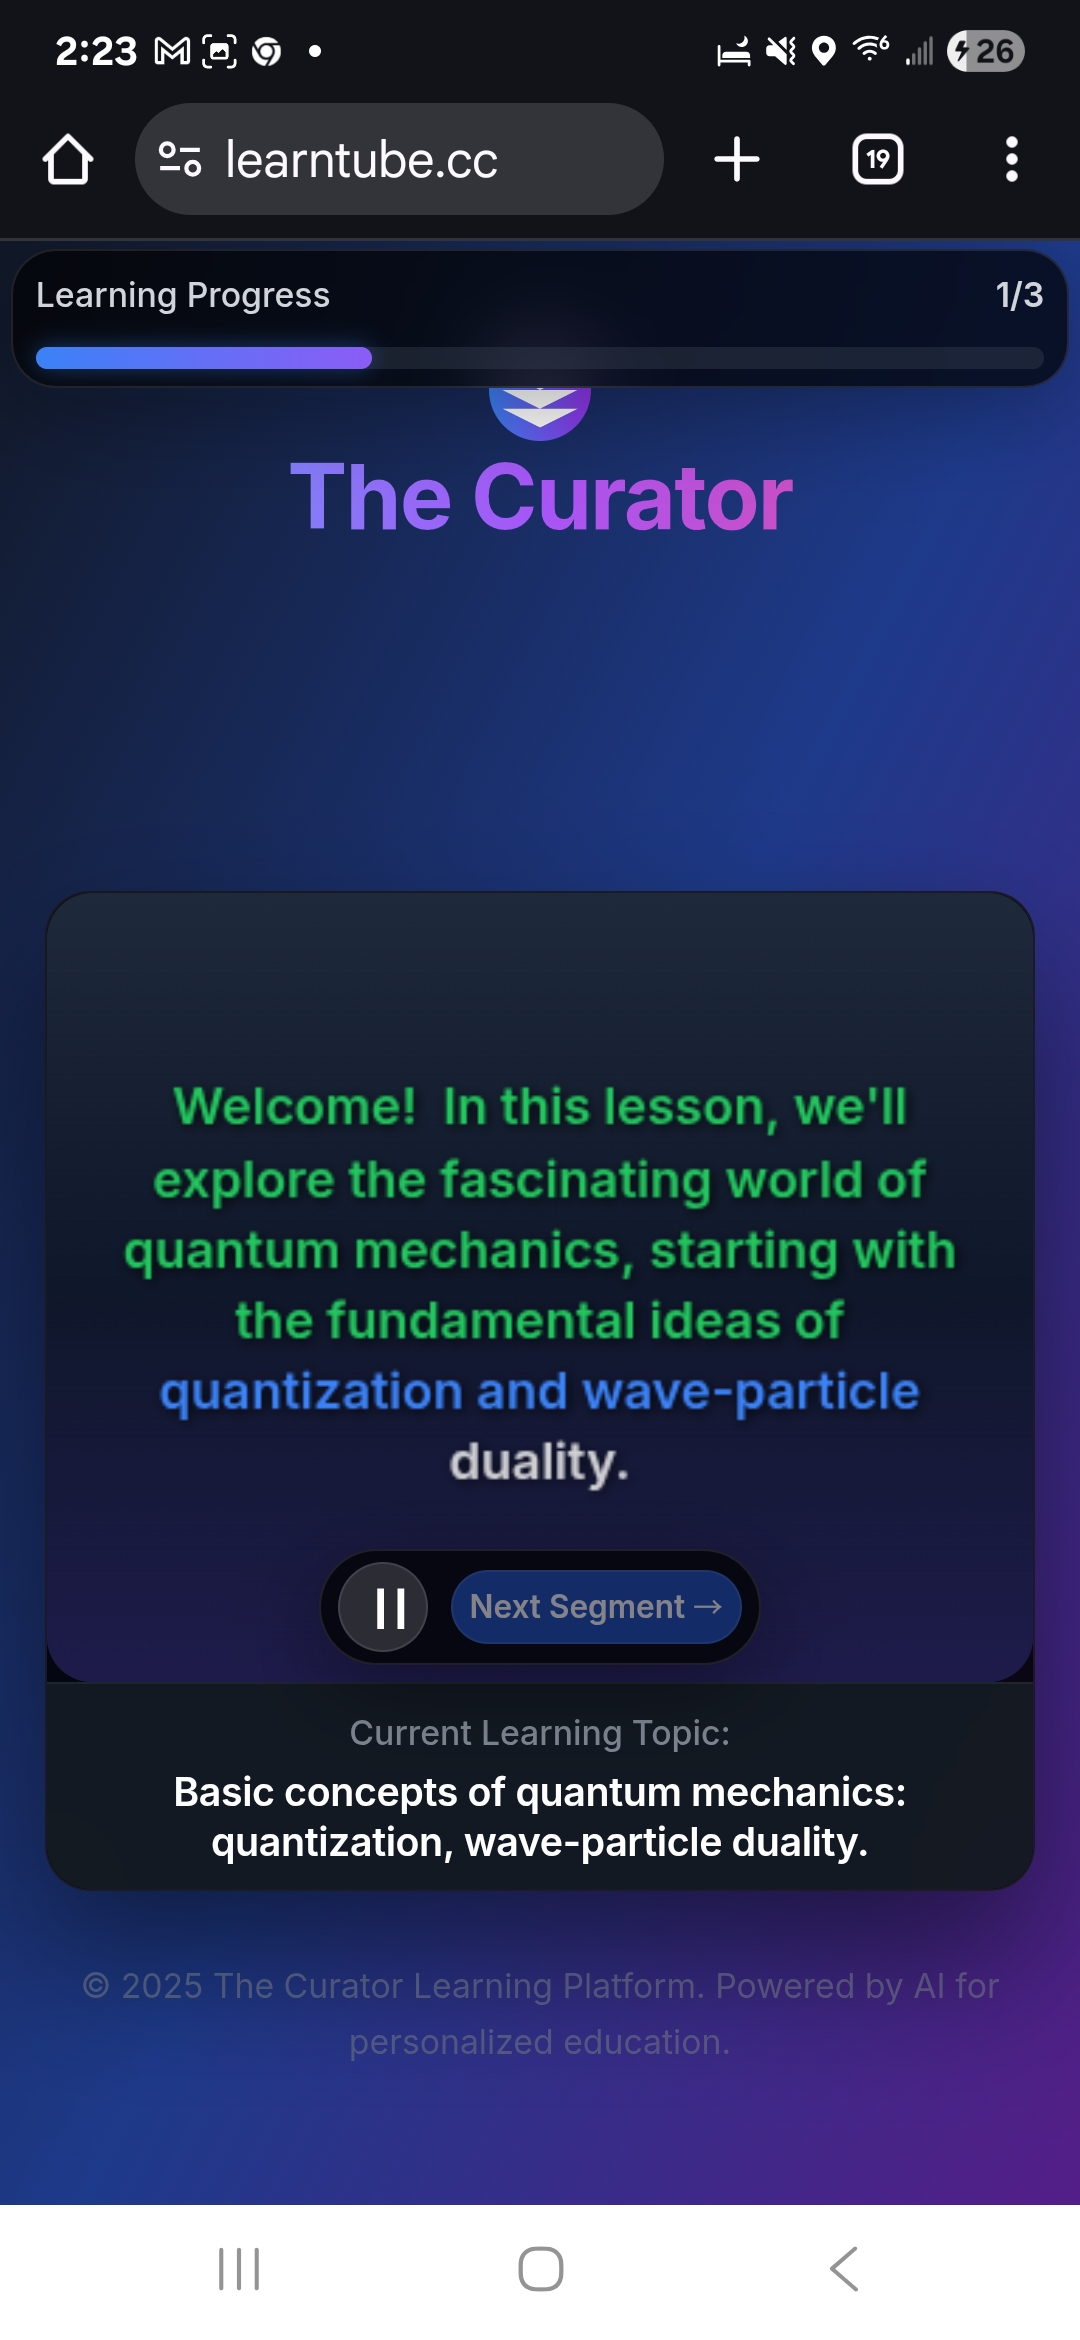 2:23
26
learntube.cc
19
Learning Progress 1/3
The Curator
Welcome!  In this lesson, we'll
explore the fascinating world of
quantum mechanics, starting with
the fundamental ideas of
quantization and wave-particle
duality.
Next Segment →
Current Learning Topic:
Basic concepts of quantum mechanics:
quantization, wave-particle duality.
© 2025 The Curator Learning Platform. Powered by AI for
personalized education.